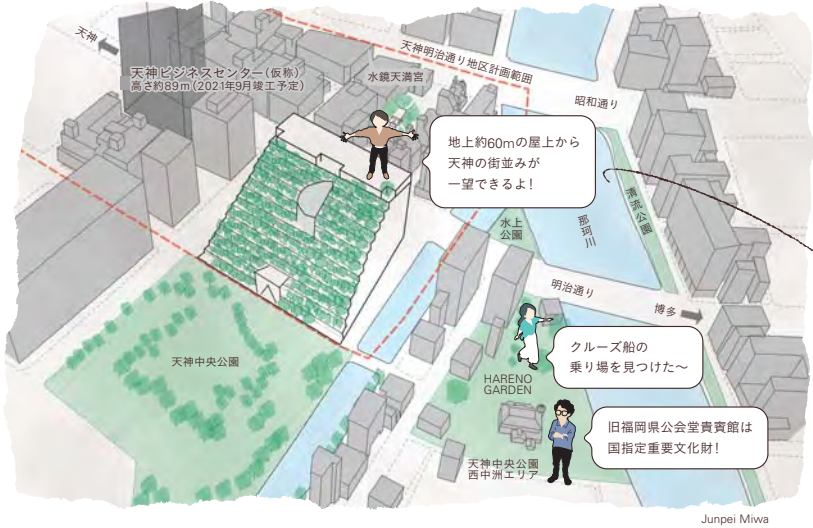 天神
天神ビジネスセンター(仮称)
高さ約89m(2021年9月竣工予定)
水鏡天満宮
天神明治通り地区計画範囲
昭和通り
地上約60mの屋上から
天神の街並みが
一望できるよ!
清流公園
那珂川
水上
公園
明治通り
博多
天神中央公園
クルーズ船の
乗り場を見つけた〜
HARENO
GARDEN
旧福岡県公会堂貴賓館は
国指定重要文化財!
天神中央公園
西中洲エリア
Junpei Miwa